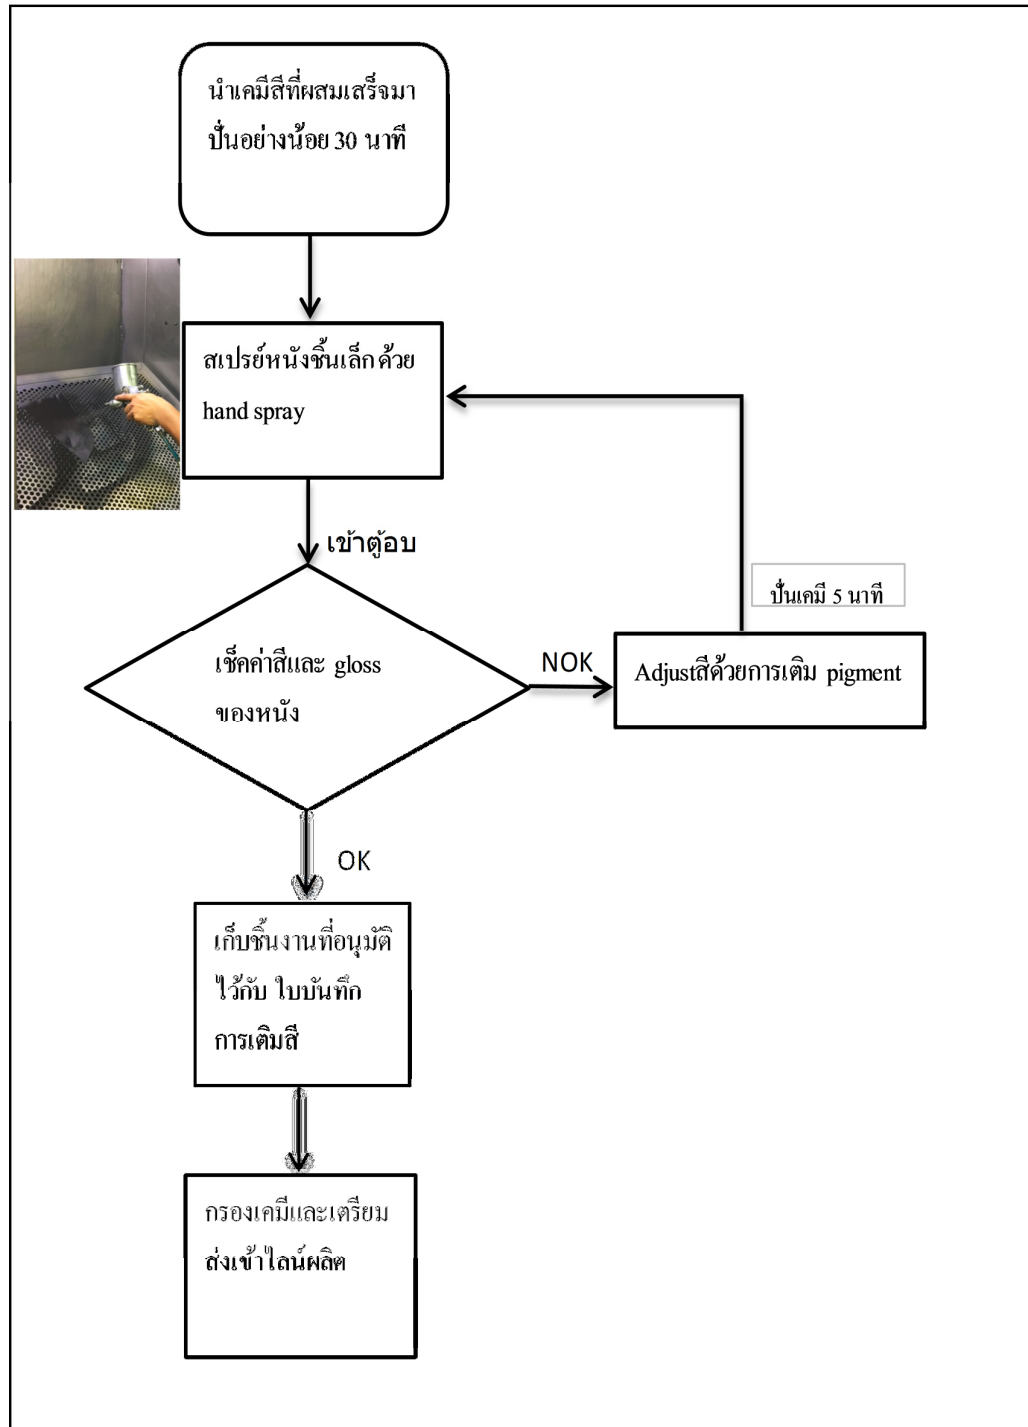 นำเคมีสีที่ผสมเสร็จมา
ปั่นอย่างน้อย 30 นาที
สเปรย์หนังชิ้นเล็ก ด้วย
hand spray
เข้าตู้อบ
เช็คค่าสีและ gloss
ของหนัง
NOK
Adjustสีด้วยการเติม pigment
ปั่นเคมี 5 นาที
OK
เก็บชิ้นงานที่อนุมัติ
ไว้กับ ใบบันทึก
การเติมสี
กรองเคมีและเตรียม
ส่งเข้าไลน์ผลิต